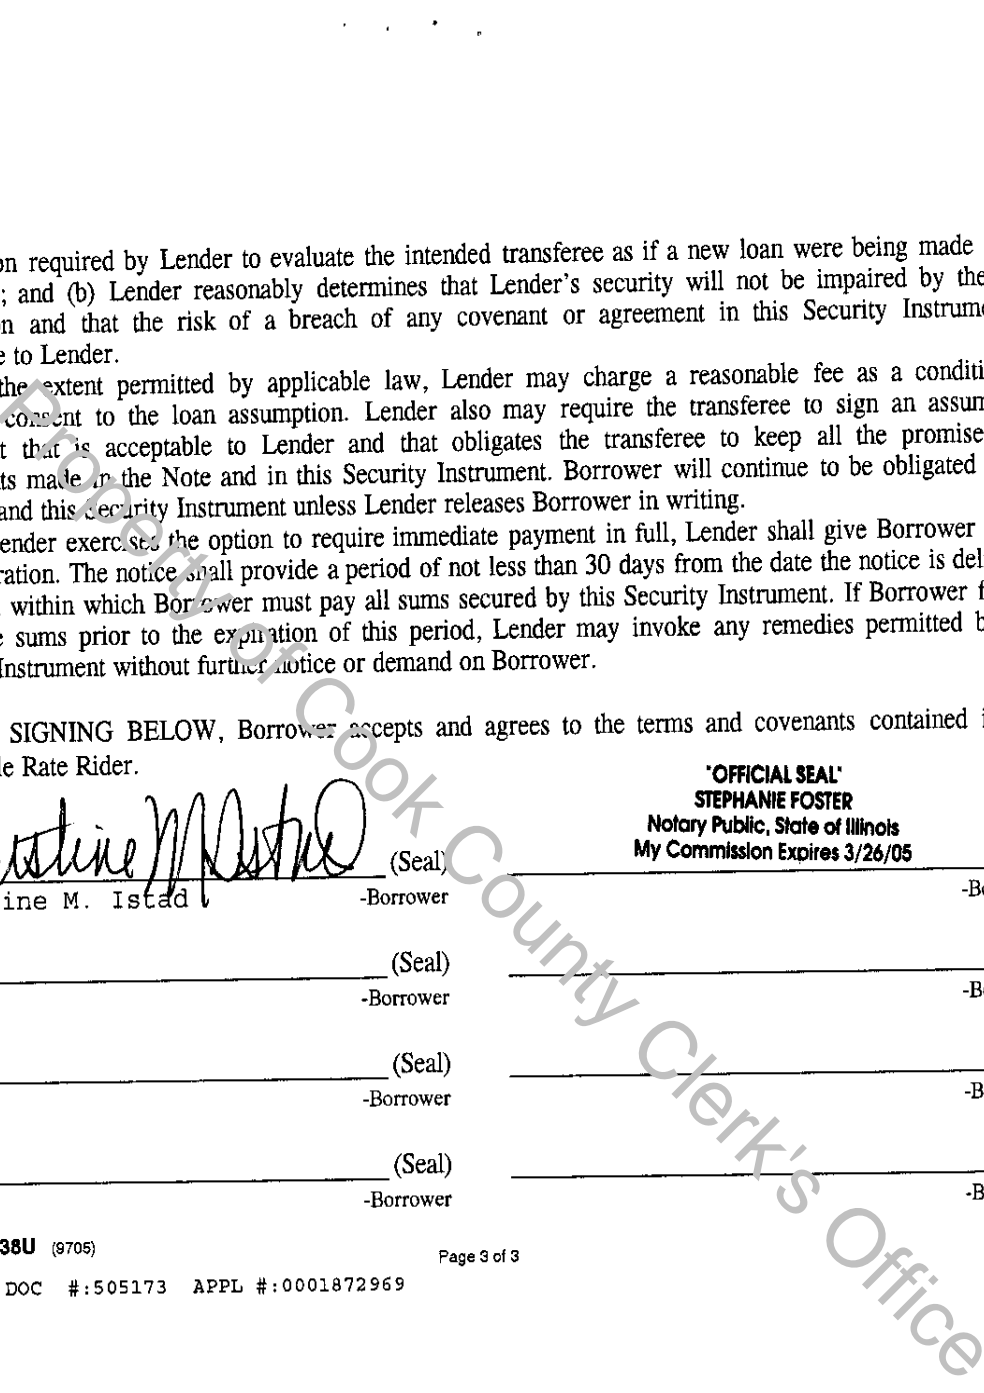 on required by Lender to evaluate the intended transferee as if a new loan were being made
; and (b) Lender reasonably determines that Lender's security will not be impaired by the
n and that the risk of a breach of any covenant or agreement in this Security Instrume
e to Lender.
the extent permitted by applicable law, Lender may charge a reasonable fee as a conditi
consent to the loan assumption. Lender also may require the transferee to sign an assum
t that is acceptable to Lender and that obligates the transferee to keep all the promise
ts made in the Note and in this Security Instrument. Borrower will continue to be obligated
and this Security Instrument unless Lender releases Borrower in writing.
ender exercises the option to require immediate payment in full, Lender shall give Borrower
ration. The notice shall provide a period of not less than 30 days from the date the notice is deli
within which Borrower must pay all sums secured by this Security Instrument. If Borrower f
e sums prior to the expiration of this period, Lender may invoke any remedies permitted b
Instrument without further notice or demand on Borrower.
SIGNING BELOW, Borrower accepts and agrees to the terms and covenants contained i
le Rate Rider.
"OFFICIAL SEAL"
STEPHANIE FOSTER
Notary Public, State of Illinois
My Commission Expires 3/26/05
(Seal)
ine M. Istad
-Borrower
-Bo
(Seal)
-Borrower
-Bo
(Seal)
-Borrower
-B
(Seal)
-Borrower
-B
38U (9705)
Page 3 of 3
DOC #:505173 APPL #:0001872969
Property of Cook County Clerk's Office